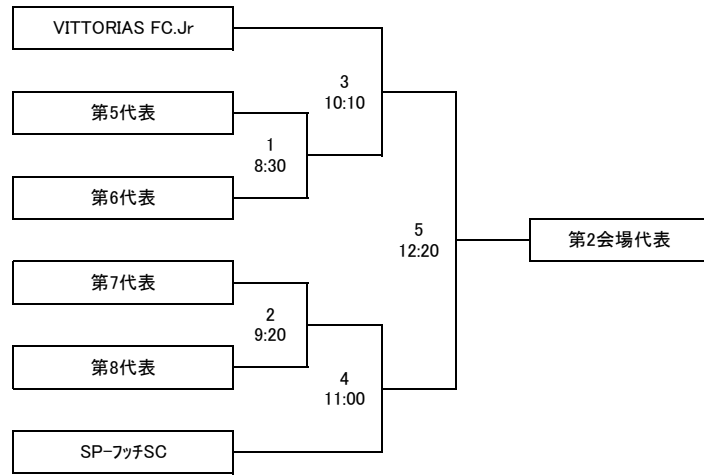 VITTORIAS FC.Jr
3
10:10
第5代表
1
8:30
第6代表
5
12:20
第2会場代表
第7代表
2
9:20
第8代表
4
11:00
SP-フッチSC